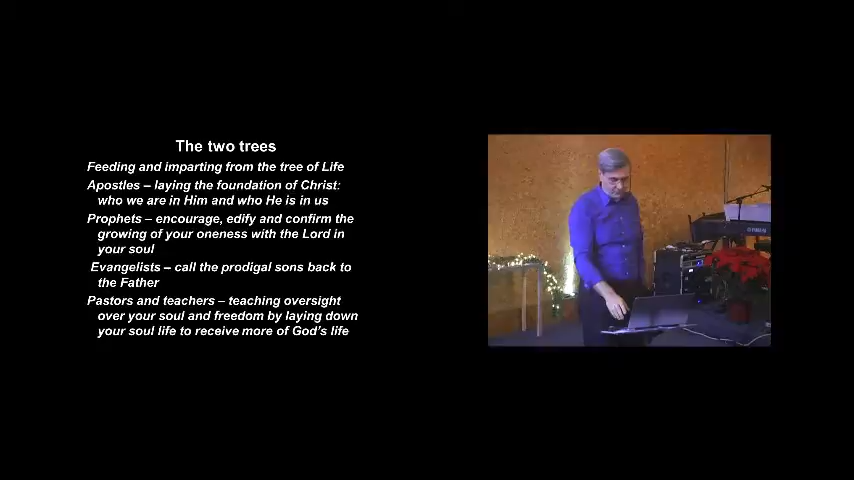 The two trees
Feeding and imparting from the tree of Life
Apostles – laying the foundation of Christ:
who we are in Him and who He is in us
Prophets – encourage, edify and confirm the
growing of your oneness with the Lord in
your soul
Evangelists – call the prodigal sons back to
the Father
Pastors and teachers – teaching oversight
over your soul and freedom by laying down
your soul life to receive more of God's life